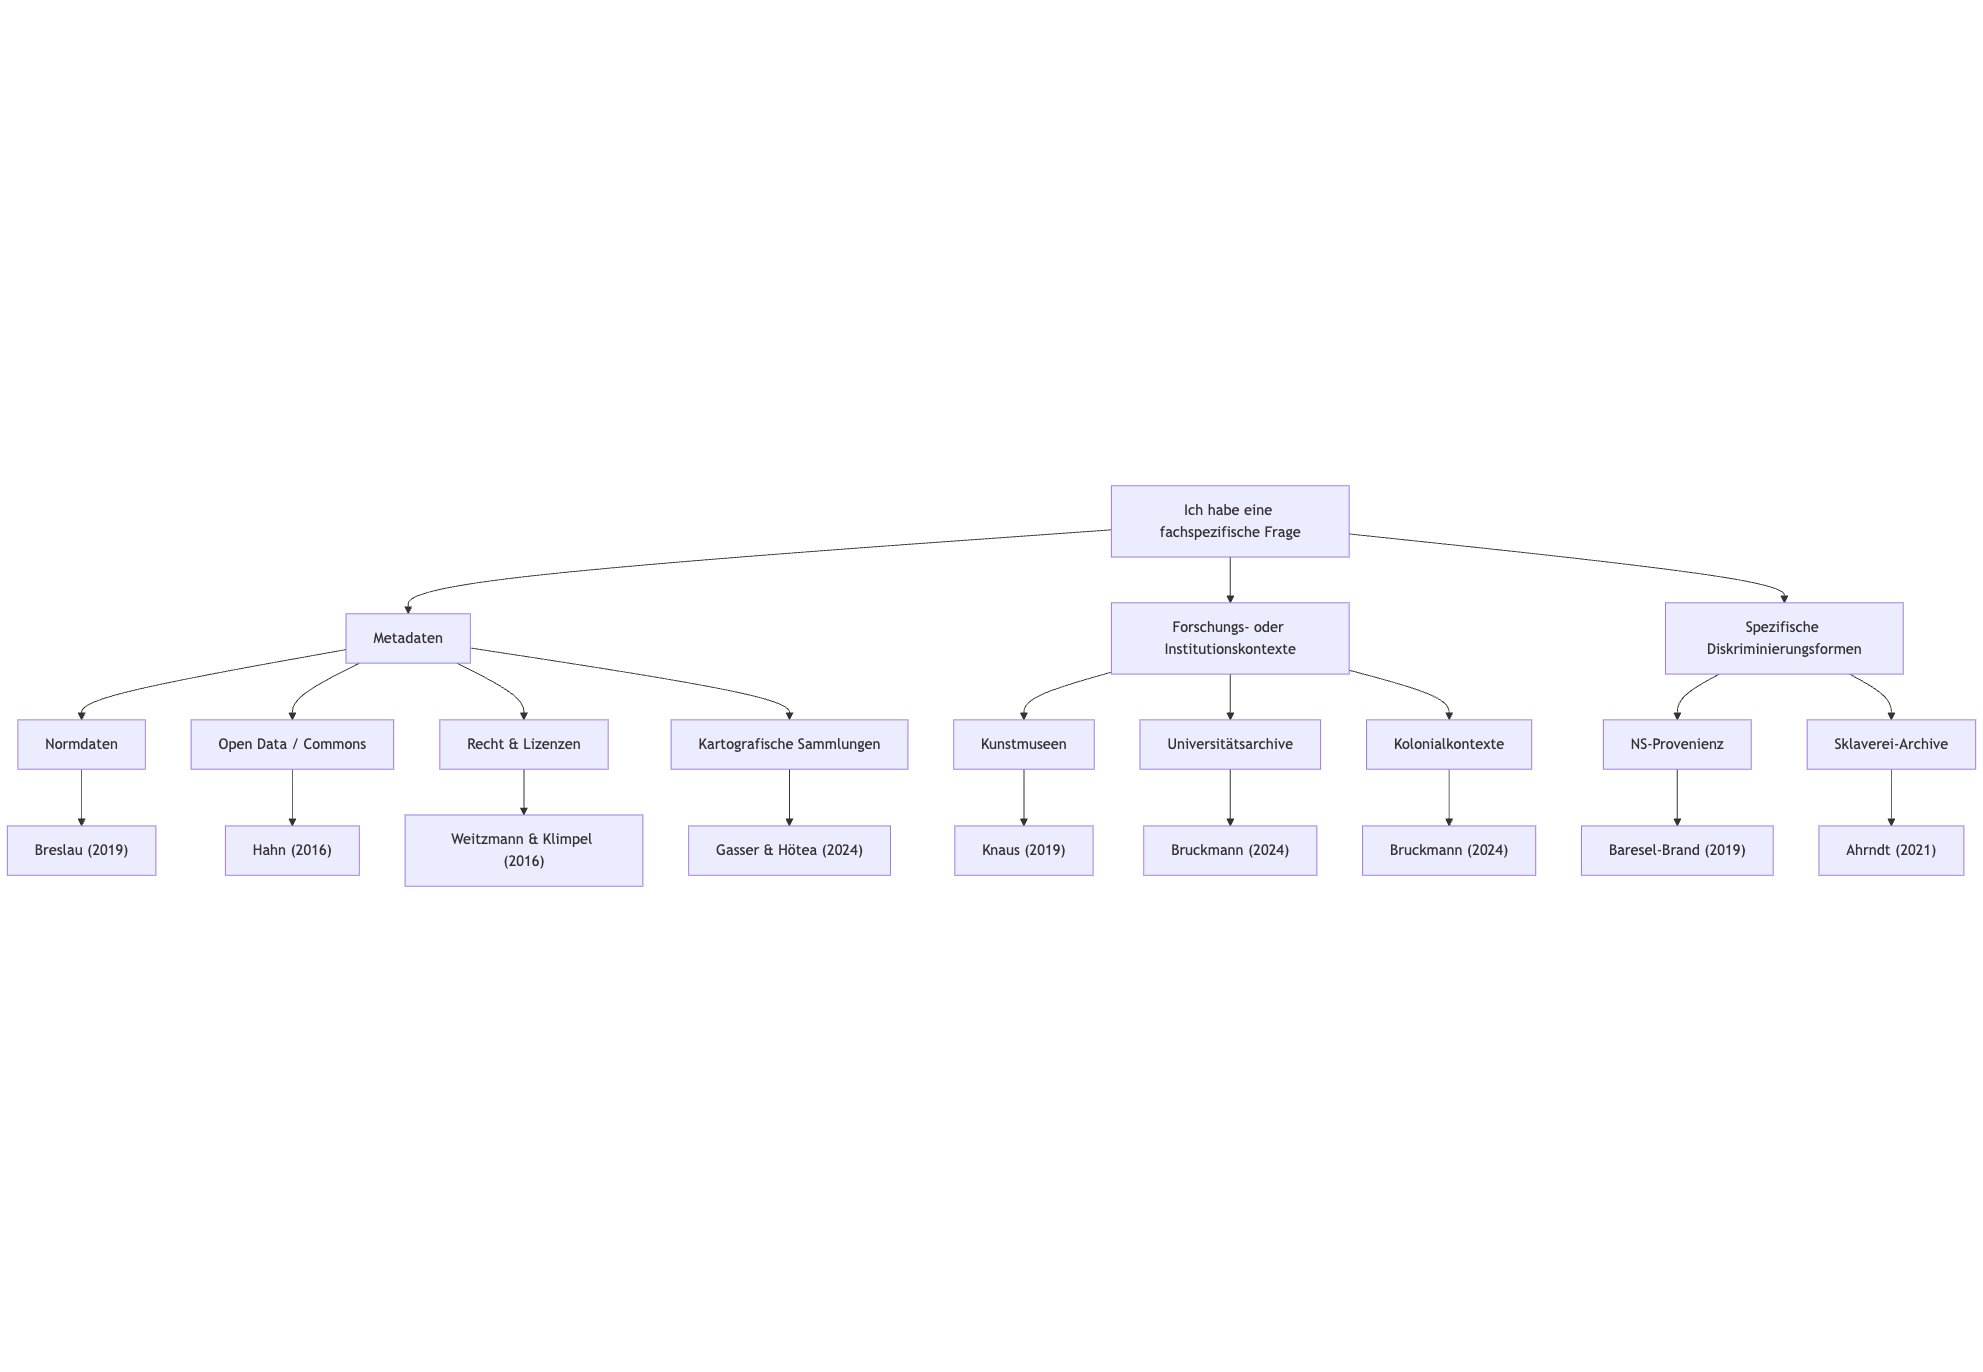 Ich habe eine
fachspezifische Frage
Metadaten
Forschungs- oder
Institutionskontexte
Spezifische
Diskriminierungsformen
Normdaten
Open Data / Commons
Recht & Lizenzen
Kartografische Sammlungen
Kunstmuseen
Universitätsarchive
Kolonialkontexte
NS-Provenienz
Sklaverei-Archive
Breslau (2019)
Hahn (2016)
Weitzmann & Klimpel
(2016)
Gasser & Hötea (2024)
Knaus (2019)
Bruckmann (2024)
Bruckmann (2024)
Baresel-Brand (2019)
Ahrndt (2021)